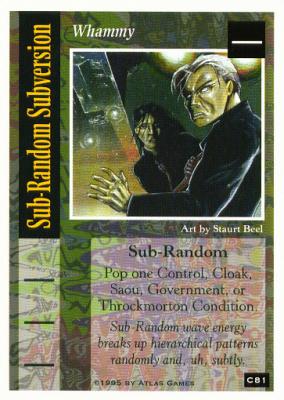 Sub-Random Subversion
Whammy
Art by Staurt Beel
Sub-Random
Pop one Control, Cloak,
Saou, Government, or
Throckmorton Condition.
Sub-Random wave energy
breaks up hierarchical patterns
randomly and, uh, subtly.
©1995 BY ATLAS GAMES
CB1